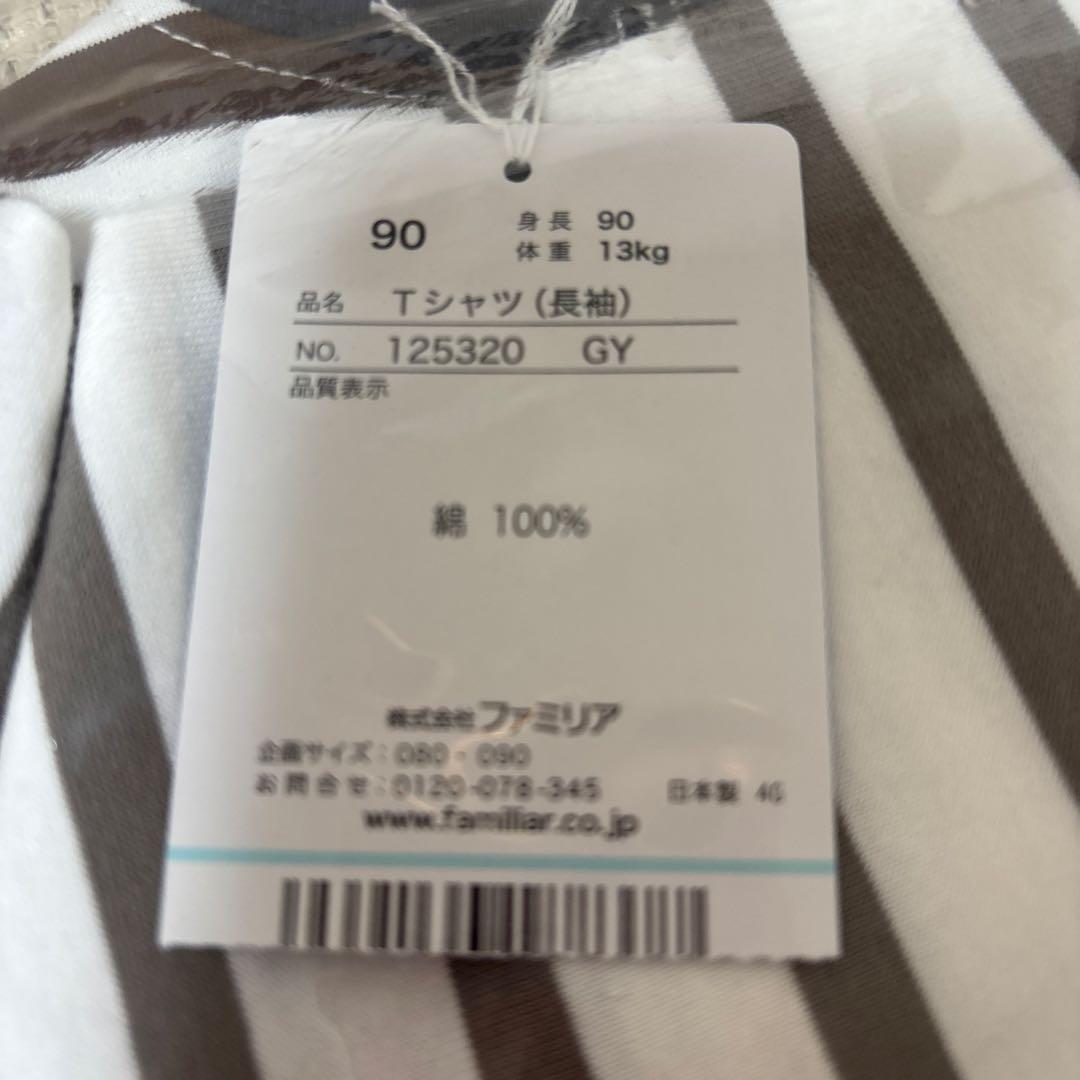 90
身長 90
体重 13kg
品名 Tシャツ(長袖)
NO. 125320 GY
品質表示
綿 100%
株式会社ファミリア
企画サイズ:080・090
お問合せ:0120-078-345 日本製 4G
www.familiar.co.jp